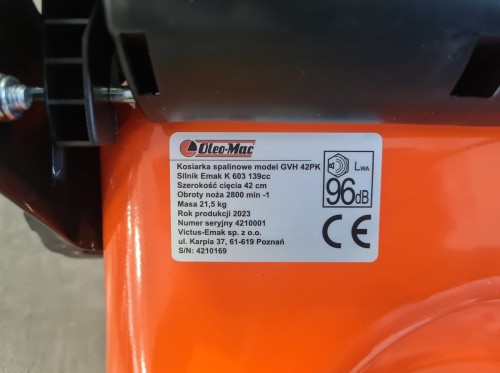 Oleo-Mac
Kosiarka spalinowe model GVH 42PK
Silnik Emak K 603 139cc
Szerokość cięcia 42 cm
Obroty noża 2800 min -1
Masa 21,5 kg
Rok produkcji 2023
Numer seryjny 4210001
Victus-Emak sp. z o.o.
ul. Karpia 37, 61-619 Poznań
S/N: 4210169
LWA
96dB
CE